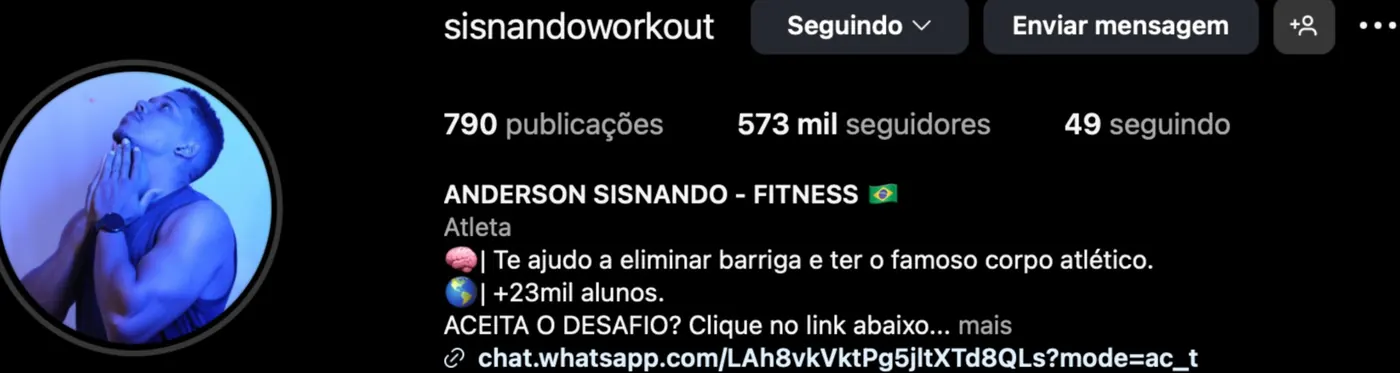 sisnandoworkout Seguindo Enviar mensagem
790 publicações 573 mil seguidores 49 seguindo
ANDERSON SISNANDO - FITNESS 🇧🇷
Atleta
🧠| Te ajudo a eliminar barriga e ter o famoso corpo atlético.
🌎| +23mil alunos.
ACEITA O DESAFIO? Clique no link abaixo... mais
chat.whatsapp.com/LAh8vkVktPg5jltXTd8QLs?mode=ac_t